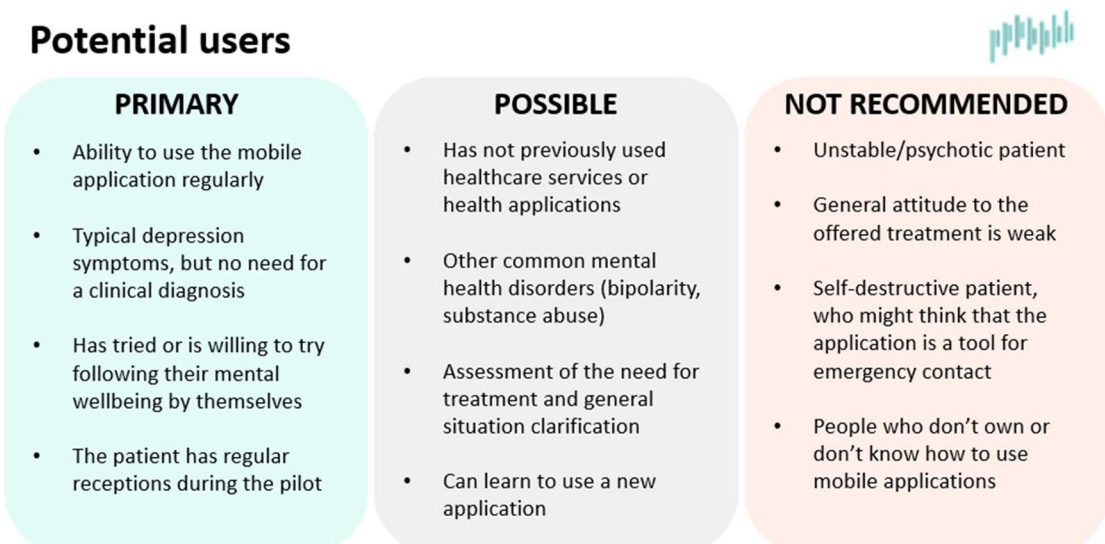 Potential users
PRIMARY
• Ability to use the mobile
application regularly
• Typical depression
symptoms, but no need for
a clinical diagnosis
• Has tried or is willing to try
following their mental
wellbeing by themselves
• The patient has regular
receptions during the pilot
POSSIBLE
• Has not previously used
healthcare services or
health applications
• Other common mental
health disorders (bipolarity,
substance abuse)
• Assessment of the need for
treatment and general
situation clarification
• Can learn to use a new
application
NOT RECOMMENDED
• Unstable/psychotic patient
• General attitude to the
offered treatment is weak
• Self-destructive patient,
who might think that the
application is a tool for
emergency contact
• People who don’t own or
don’t know how to use
mobile applications